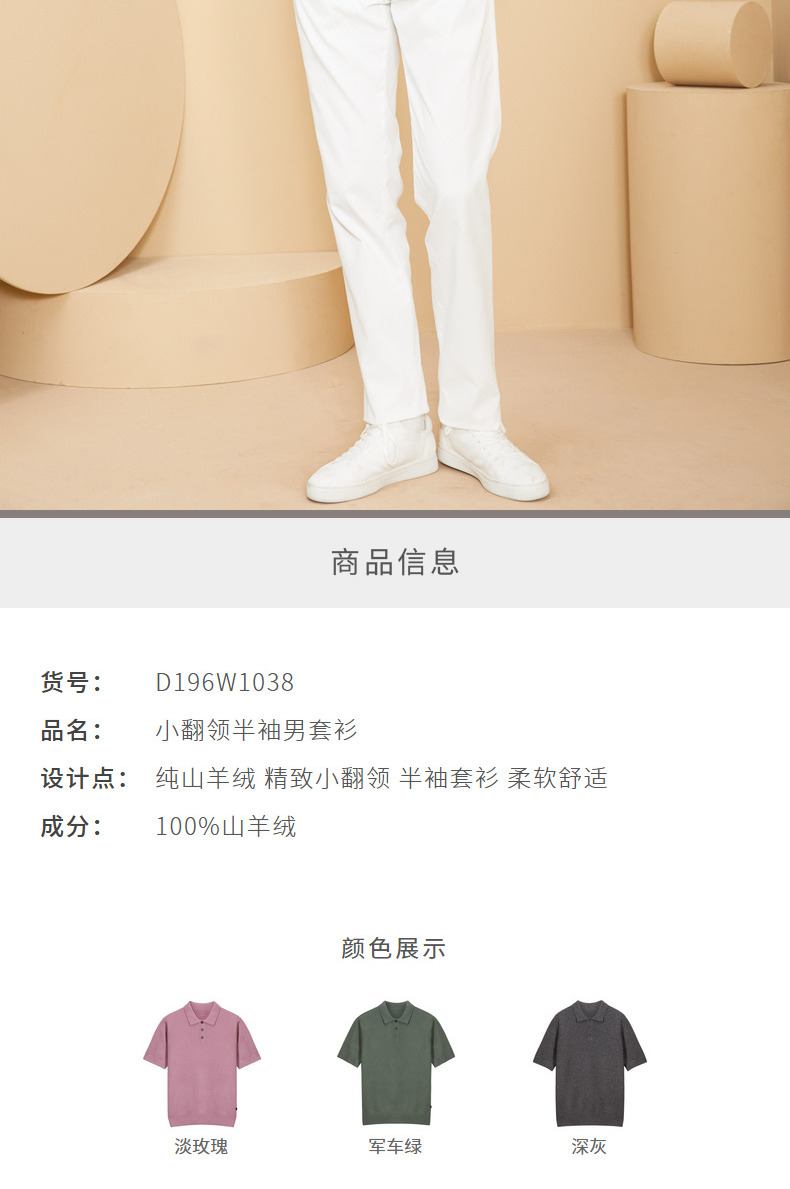 商品信息
货号： D196W1038
品名： 小翻领半袖男套衫
设计点： 纯山羊绒 精致小翻领 半袖套衫 柔软舒适
成分： 100%山羊绒
颜色展示
淡玫瑰 军车绿 深灰